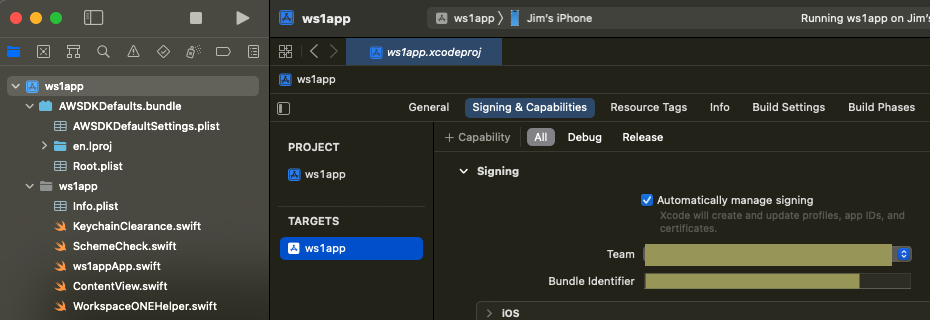 ws1app
ws1app 〉 Jim's iPhone
Running ws1app on Jim's
ws1app.xcodeproj
ws1app
ws1app
AWSDKDefaults.bundle
AWSDKDefaultSettings.plist
en.lproj
Root.plist
ws1app
Info.plist
KeychainClearance.swift
SchemeCheck.swift
ws1appApp.swift
ContentView.swift
WorkspaceONEHelper.swift
General Signing & Capabilities Resource Tags Info Build Settings Build Phases
PROJECT
ws1app
TARGETS
ws1app
+ Capability All Debug Release
Signing
Automatically manage signing
Xcode will create and update profiles, app IDs, and
certificates.
Team
Bundle Identifier
iOS